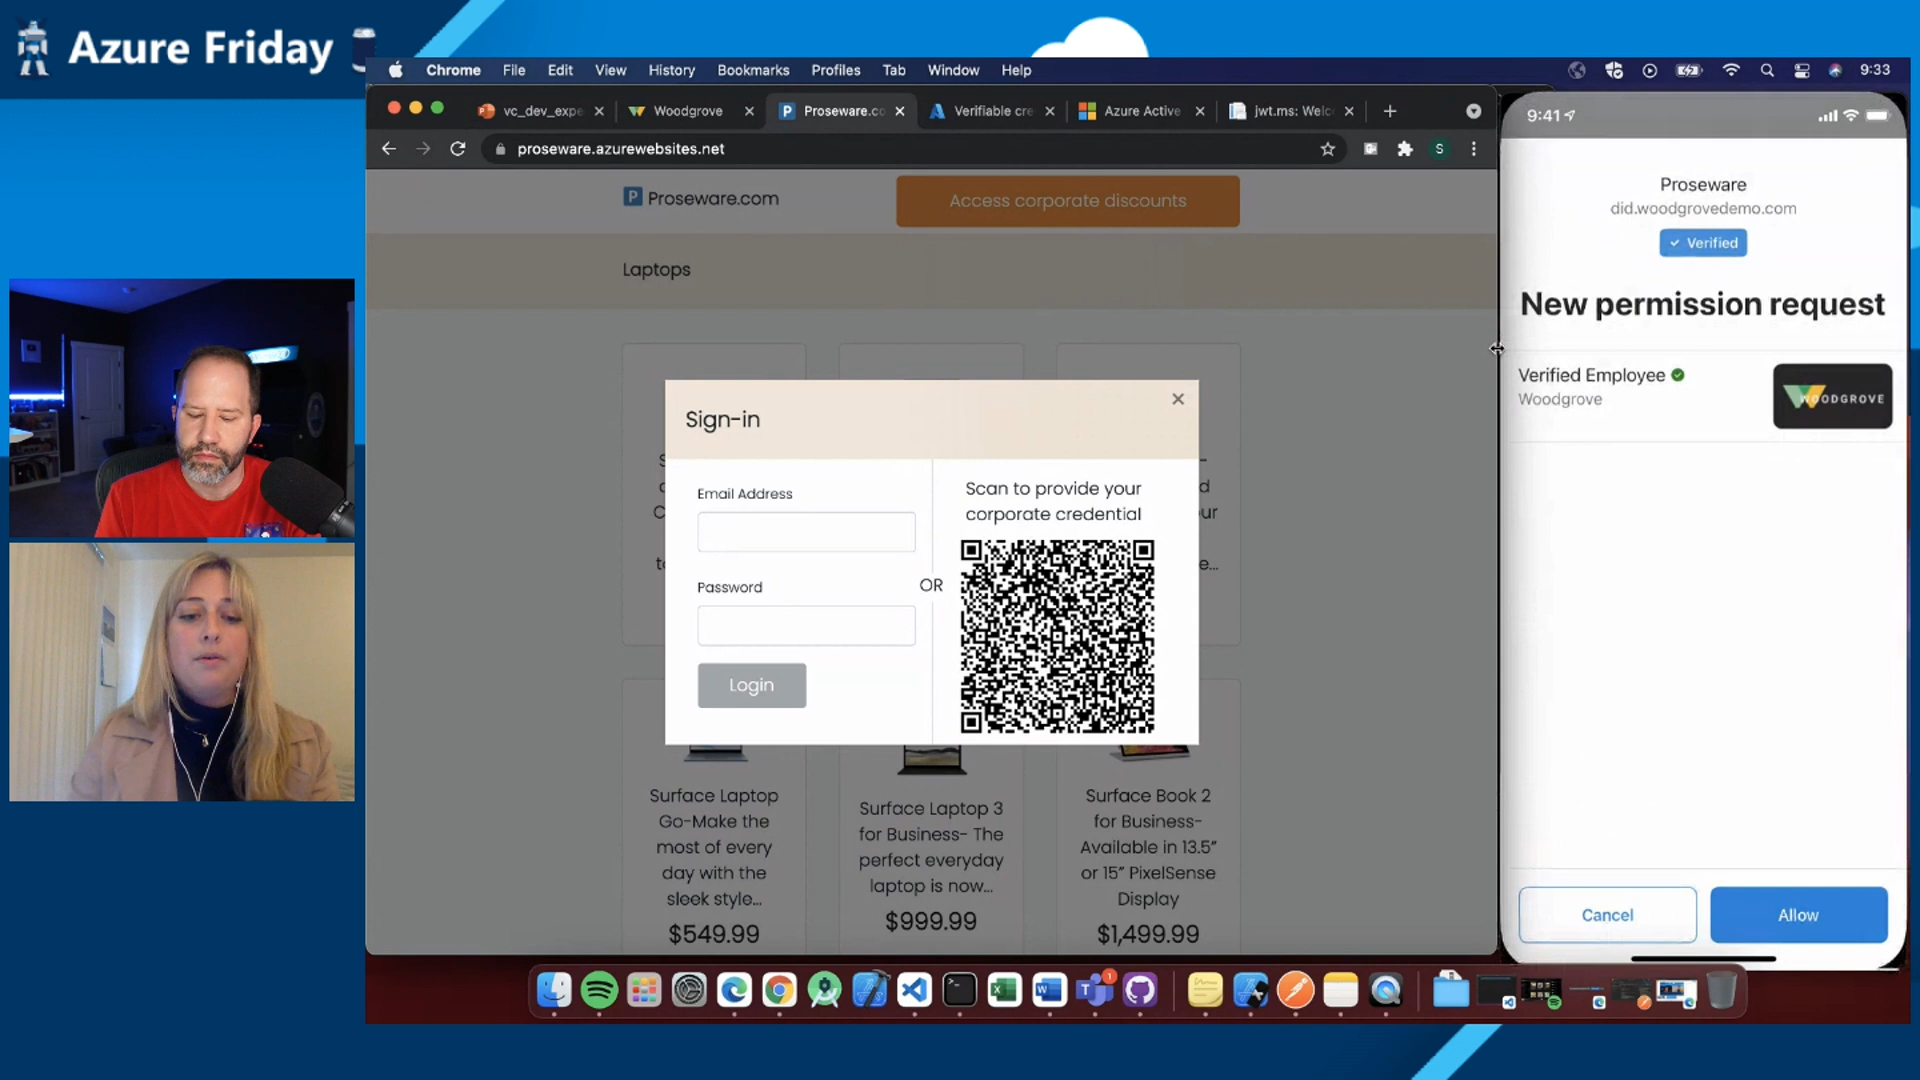 Azure Friday
Chrome File Edit View History Bookmarks Profiles Tab Window Help 9:33
vc_dev_expe Woodgrove Proseware.co Verifiable cre Azure Active jwt.ms: Welc
proseware.azurewebsites.net
S
P Proseware.com
Access corporate discounts
Laptops
Sign-in
Email Address
Password
Login
OR
Scan to provide your
corporate credential
Surface Laptop
Go-Make the
most of every
day with the
sleek style...
$549.99
Surface Laptop 3
for Business- The
perfect everyday
laptop is now...
$999.99
Surface Book 2
for Business-
Available in 13.5”
or 15” PixelSense
Display
$1,499.99
9:41
Proseware
did.woodgrovedemo.com
Verified
New permission request
Verified Employee
Woodgrove
WOODGROVE
Cancel
Allow